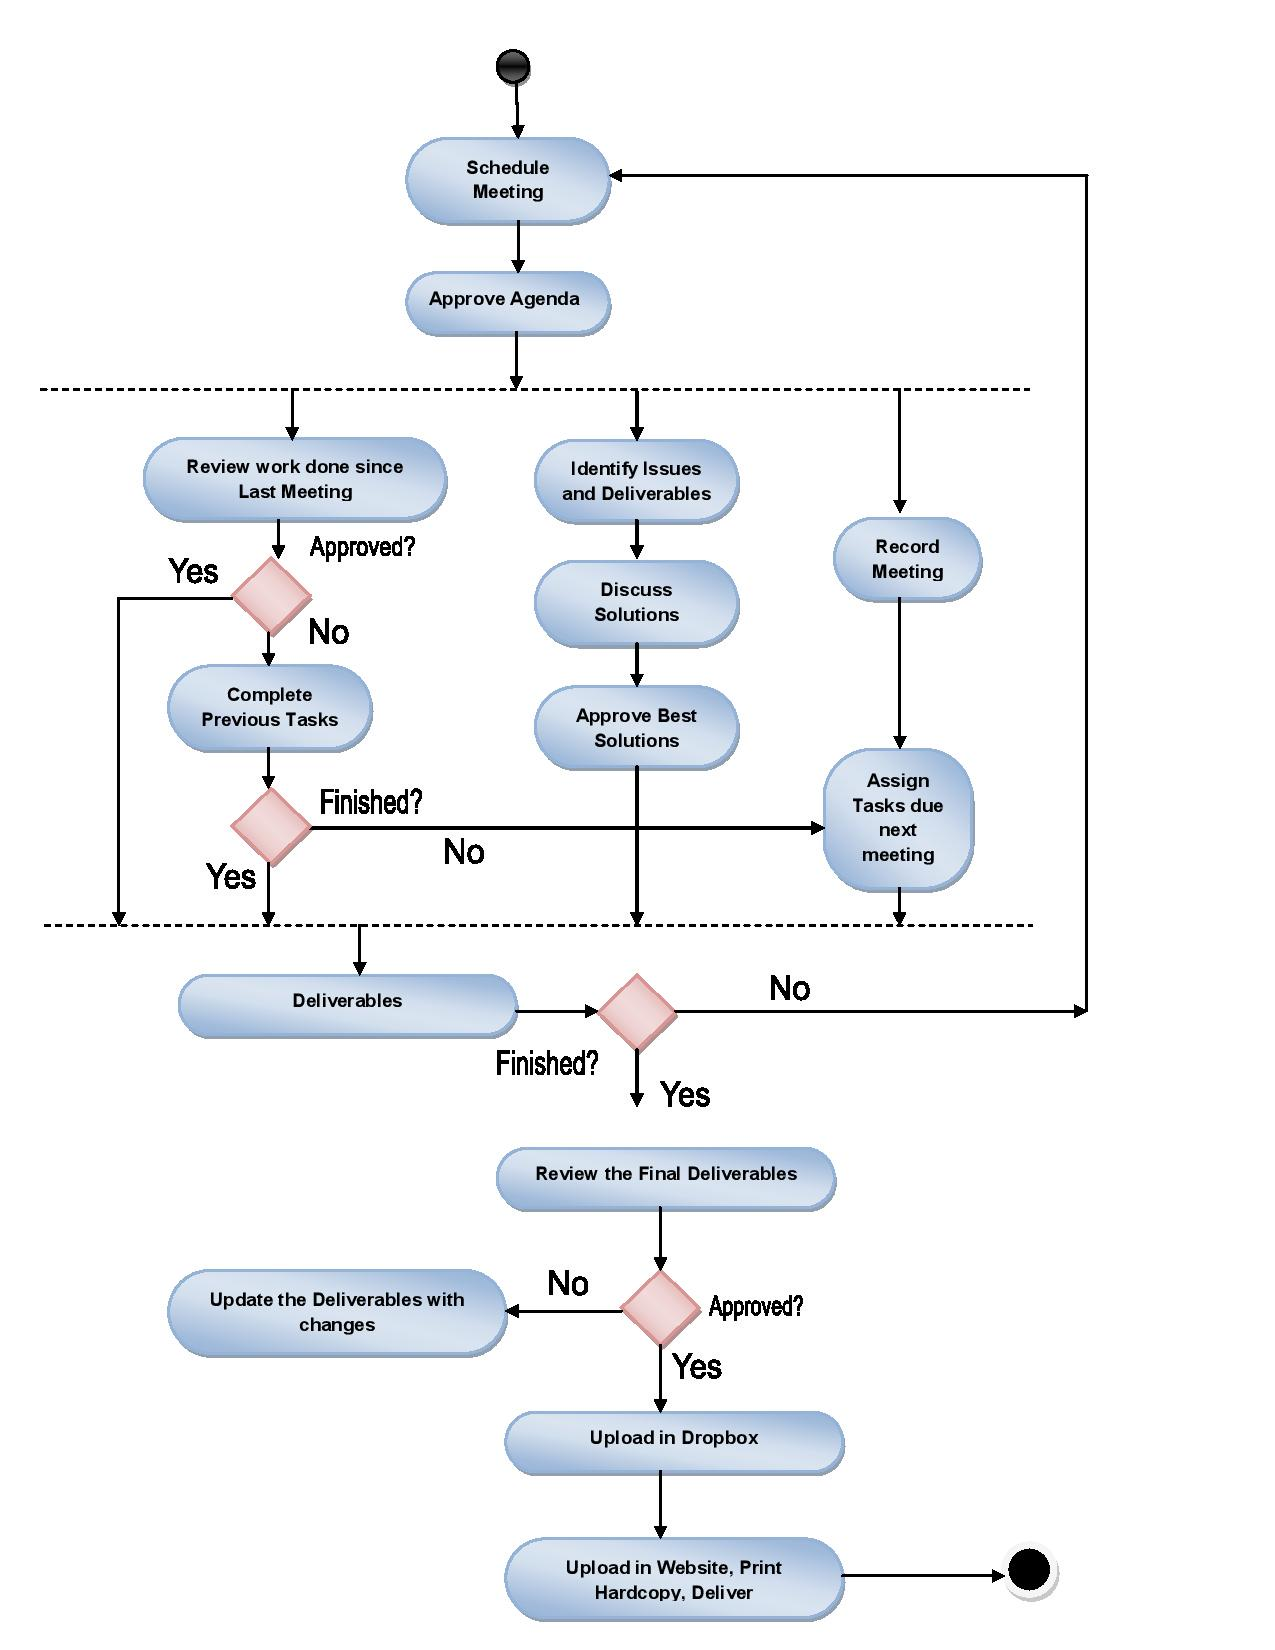 Schedule
Meeting
Approve Agenda
Review work done since
Last Meeting
Identify Issues
and Deliverables
Record
Meeting
Approved?
Yes
No
Discuss
Solutions
Complete
Previous Tasks
Approve Best
Solutions
Assign
Tasks due
next
meeting
Finished?
No
Yes
Deliverables
No
Finished?
Yes
Review the Final Deliverables
Update the Deliverables with
changes
No
Approved?
Yes
Upload in Dropbox
Upload in Website, Print
Hardcopy, Deliver